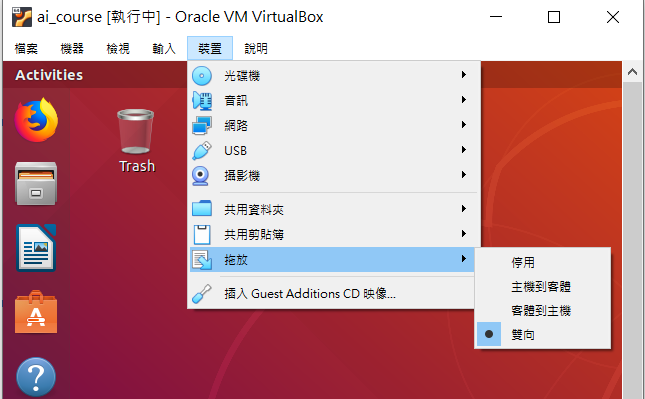 ai_course [執行中] - Oracle VM VirtualBox
檔案 機器 檢視 輸入 裝置 說明
Activities
Trash
光碟機
音訊
網路
USB
攝影機
共用資料夾
共用剪貼簿
拖放
插入 Guest Additions CD 映像...
停用
主機到客體
客體到主機
雙向